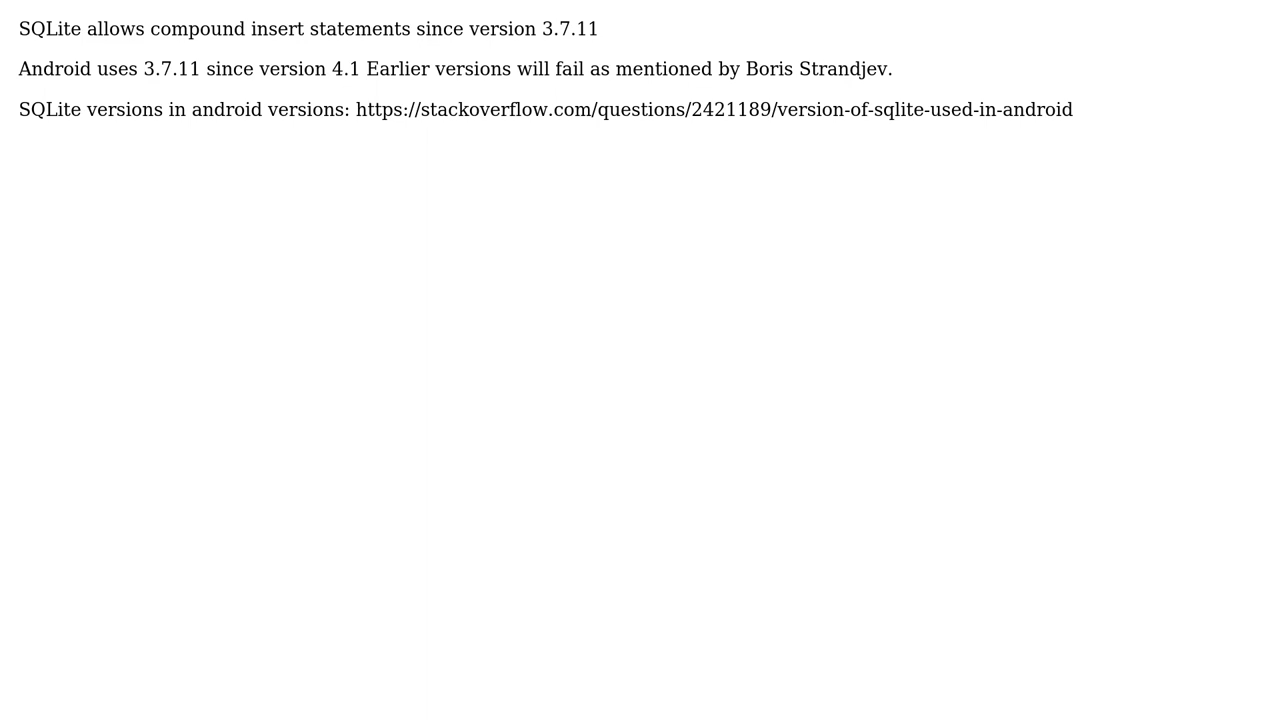 SQLite allows compound insert statements since version 3.7.11
Android uses 3.7.11 since version 4.1 Earlier versions will fail as mentioned by Boris Strandjev.
SQLite versions in android versions: https://stackoverflow.com/questions/2421189/version-of-sqlite-used-in-android